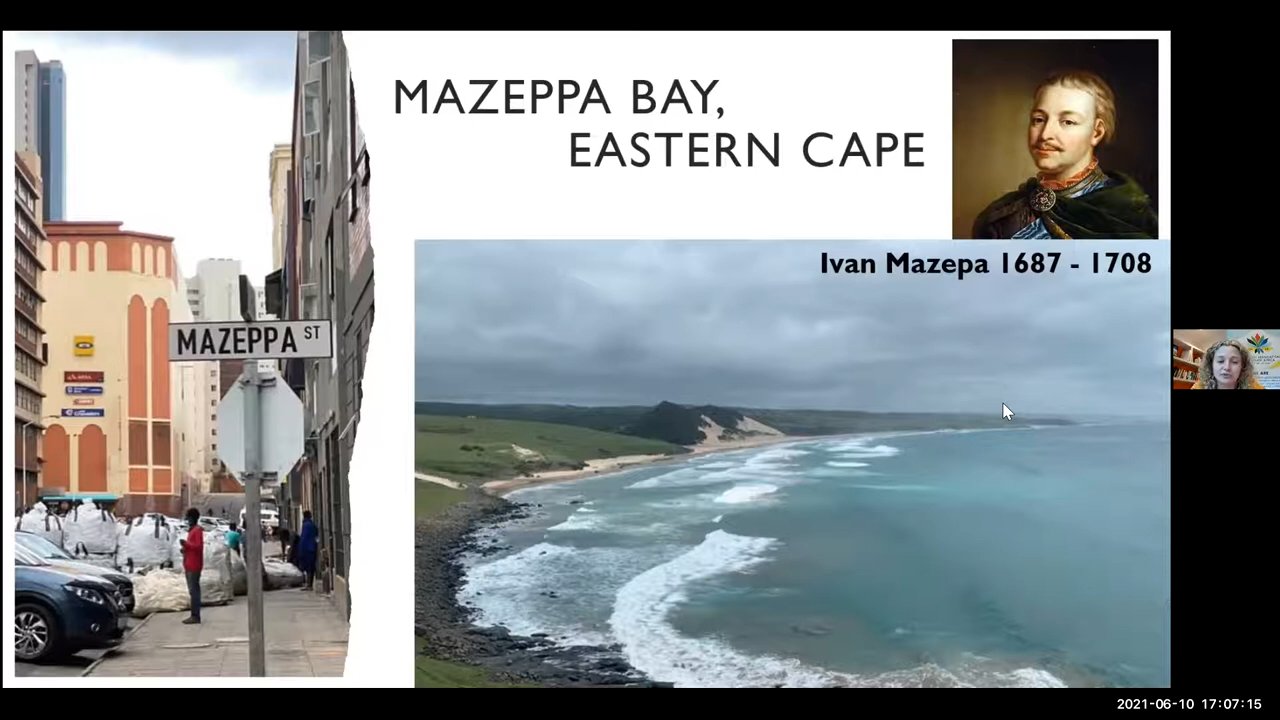 MAZEPPA BAY,
EASTERN CAPE
Ivan Mazepa 1687 - 1708
MAZEPPA ST
2021-06-10 17:07:15